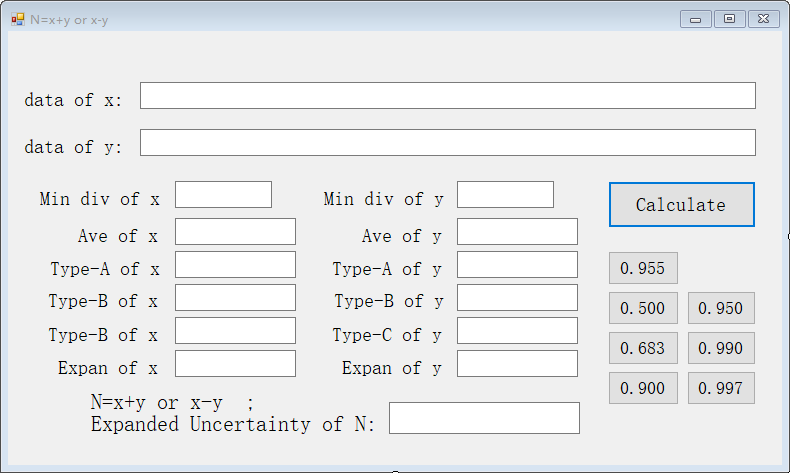 N=x+y or x-y
data of x:
data of y:
Min div of x
Min div of y
Calculate
Ave of x
Ave of y
Type-A of x
Type-A of y
0.955
Type-B of x
Type-B of y
0.500
0.950
Type-B of x
Type-C of y
0.683
0.990
Expan of x
Expan of y
0.900
0.997
N=x+y or x-y  ;
Expanded Uncertainty of N: